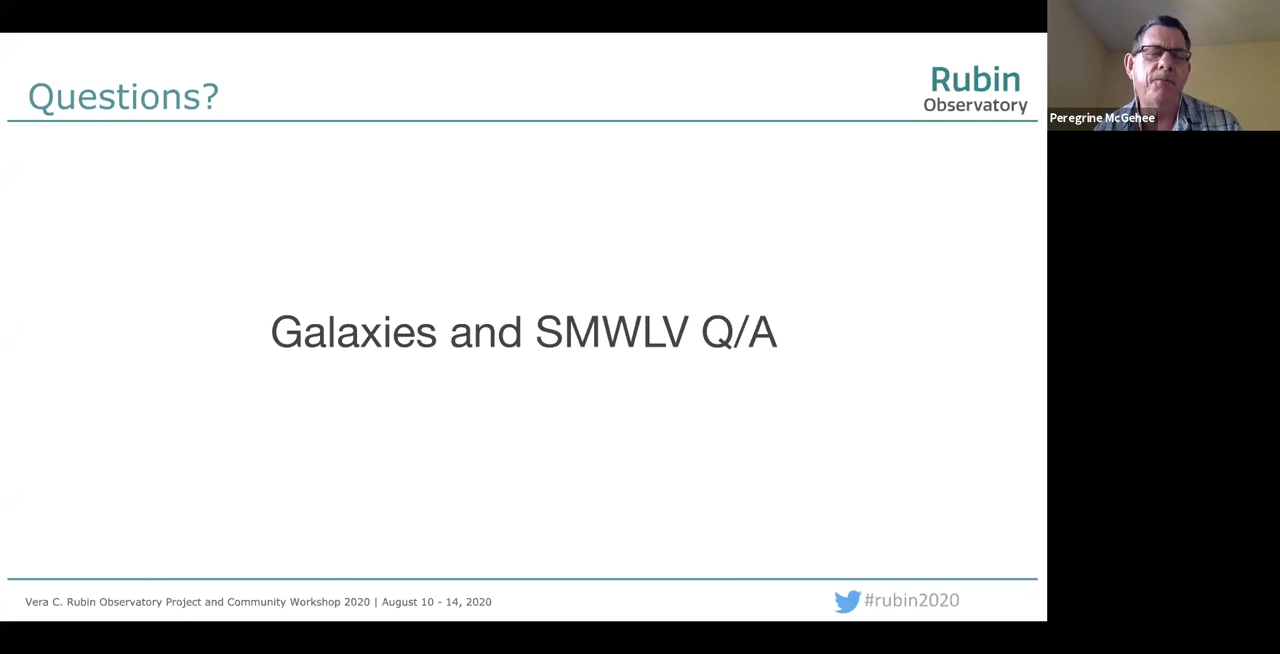 Questions?
Rubin
Observatory
Peregrine McGehee
Galaxies and SMWLV Q/A
Vera C. Rubin Observatory Project and Community Workshop 2020 | August 10 - 14, 2020
#rubin2020